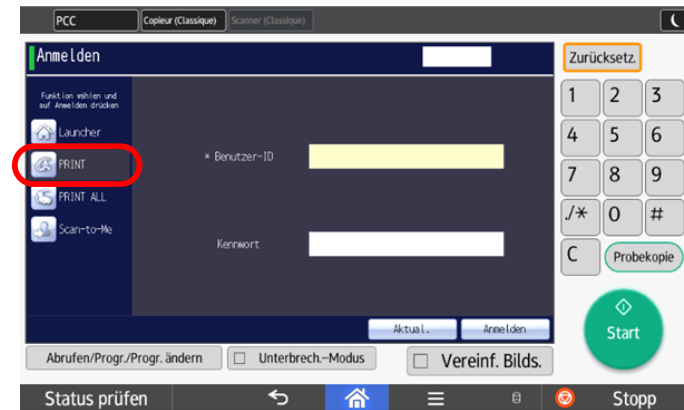 PCC
Copieur (Classique)
Scanner (Classique)
Anmelden
Zurücksetz.
Funktion wählen und
auf Anmelden drücken
Launcher
PRINT
PRINT ALL
Scan-to-Me
* Benutzer-ID
Kennwort
Aktual.
Anmelden
1 2 3
4 5 6
7 8 9
./* 0 #
C Probekopie
Start
Abrufen/Progr./Progr. ändern
Unterbrech.-Modus
Vereinf. Bilds.
Status prüfen
Stopp